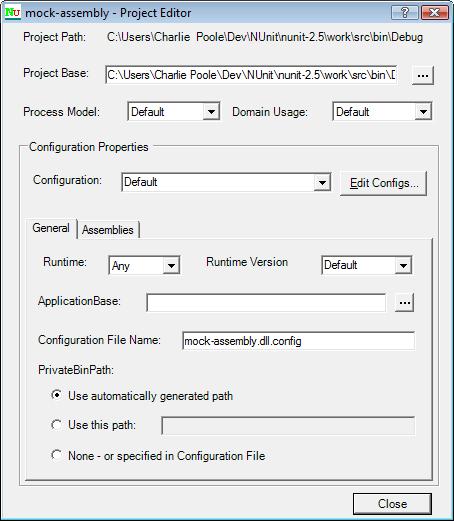 NU mock-assembly - Project Editor ? X
Project Path: C:\Users\Charlie Poole\Dev\NUnit\nunit-2.5\work\src\bin\Debug
Project Base: C:\Users\Charlie Poole\Dev\NUnit\nunit-2.5\work\src\bin\D ...
Process Model: Default Domain Usage: Default
Configuration Properties
Configuration: Default Edit Configs...
General Assemblies
Runtime: Any Runtime Version Default
ApplicationBase: ...
Configuration File Name: mock-assembly.dll.config
PrivateBinPath:
Use automatically generated path
Use this path:
None - or specified in Configuration File
Close